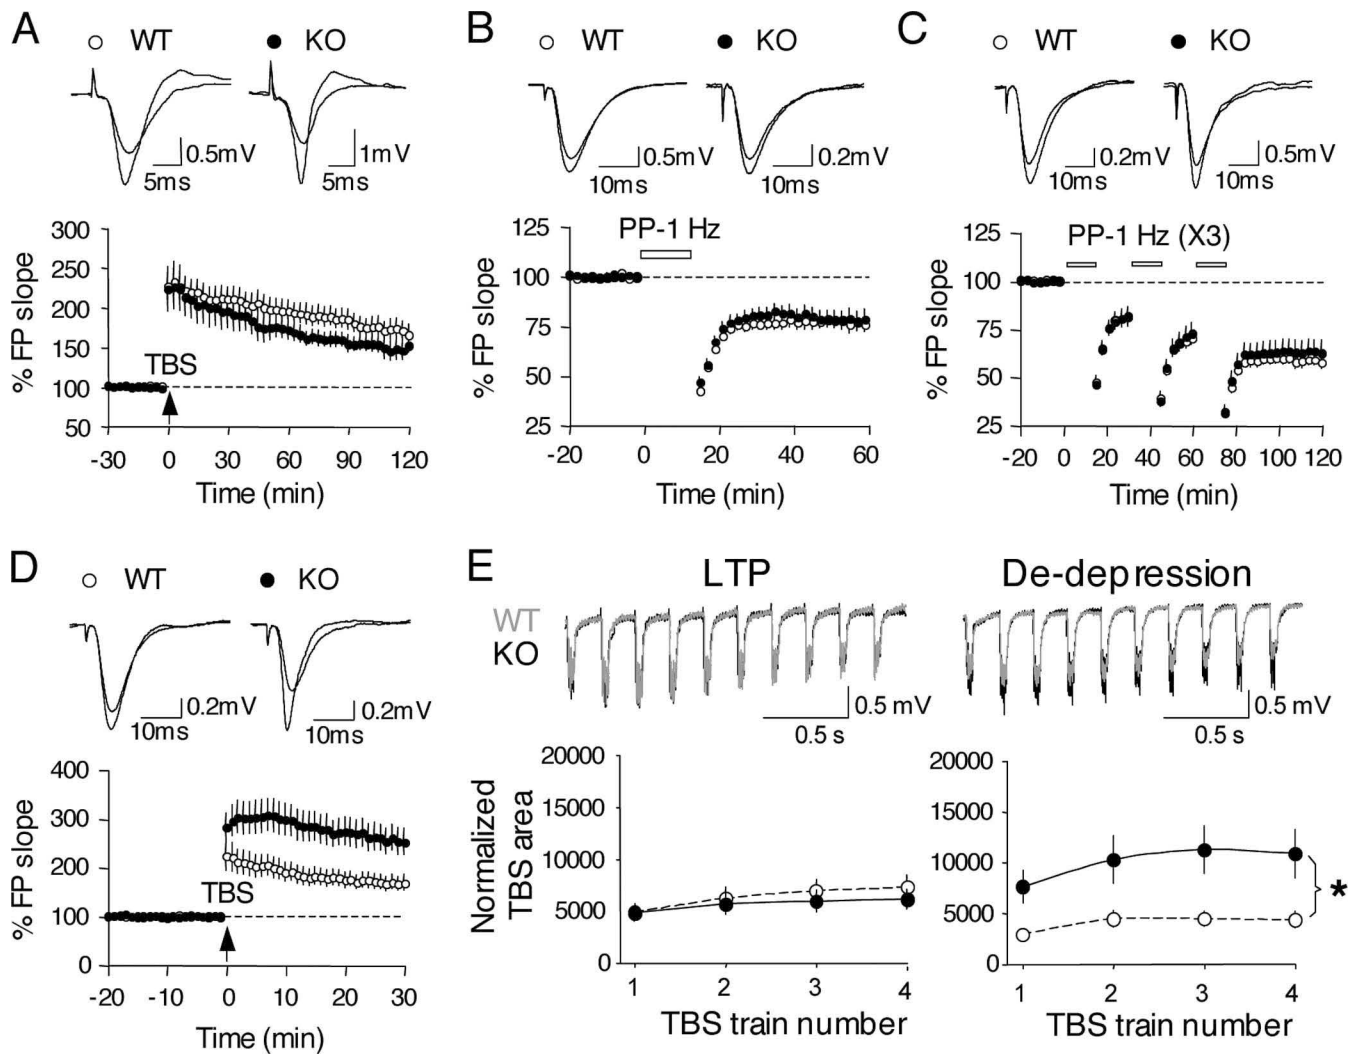 A
WT
KO
0.5mV
5ms
1mV
5ms
% FP slope
300
250
200
150
100
50
TBS
-30
0
30
60
90
120
Time (min)
B
WT
KO
0.5mV
10ms
0.2mV
10ms
% FP slope
125
100
75
50
25
PP-1 Hz
-20
0
20
40
60
Time (min)
C
WT
KO
0.2mV
10ms
0.5mV
10ms
% FP slope
125
100
75
50
25
PP-1 Hz (X3)
-20
0
20
40
60
80
100
120
Time (min)
D
WT
KO
0.2mV
10ms
0.2mV
10ms
% FP slope
400
300
200
100
0
TBS
-20
-10
0
10
20
30
Time (min)
E
LTP
De-depression
WT
KO
0.5 mV
0.5 s
0.5 mV
0.5 s
Normalized
TBS area
20000
15000
10000
5000
0
1
2
3
4
TBS train number
20000
15000
10000
5000
0
*
1
2
3
4
TBS train number